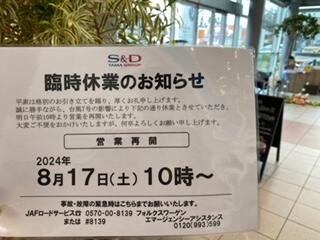 S&D
TAMA GROUP
臨時休業のお知らせ
平素は格別のお引き立てを賜り、厚くお礼申し上げます。
誠に勝手ながら、台風7号の影響により下記の通り休業とさせていただき、
明日午前10時より営業を再開いたします。
大変ご不便をおかけいたしますが、何卒よろしくお願い申し上げます。
営業再開
2024年
8月17日(土) 10時～
事故・故障の緊急時はこちらまでお願いいたします。
JAFロードサービス☎ 0570-00-8139 フォルクスワーゲン
または #8139 エマージェンシーアシスタンス
0120(993)599